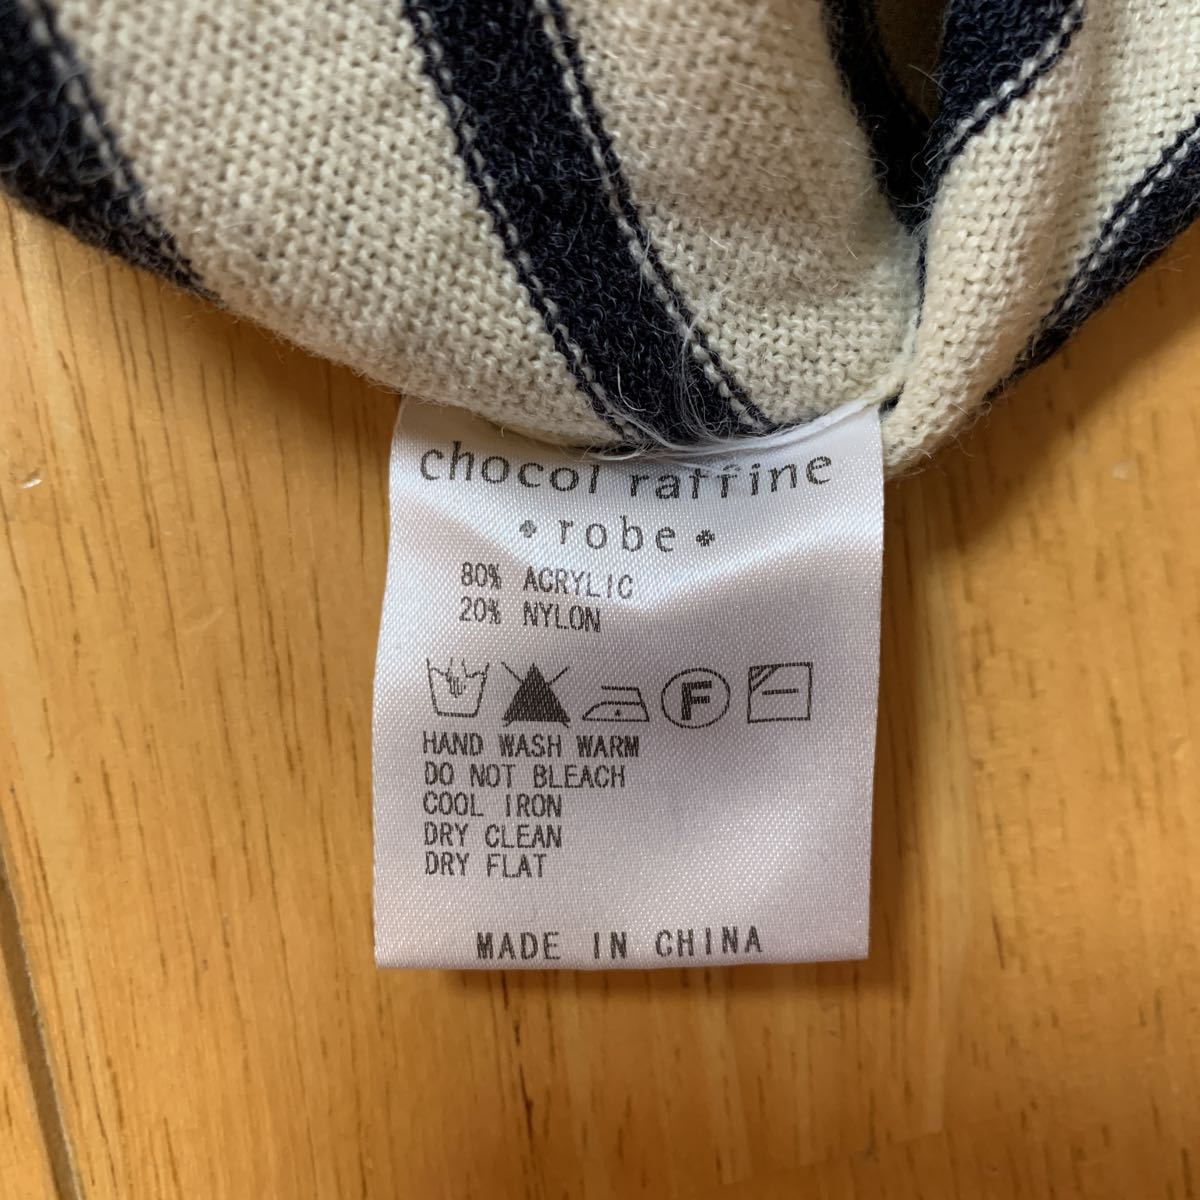 chocol raffine
robe
80% ACRYLIC
20% NYLON
F
HAND WASH WARM
DO NOT BLEACH
COOL IRON
DRY CLEAN
DRY FLAT
MADE IN CHINA